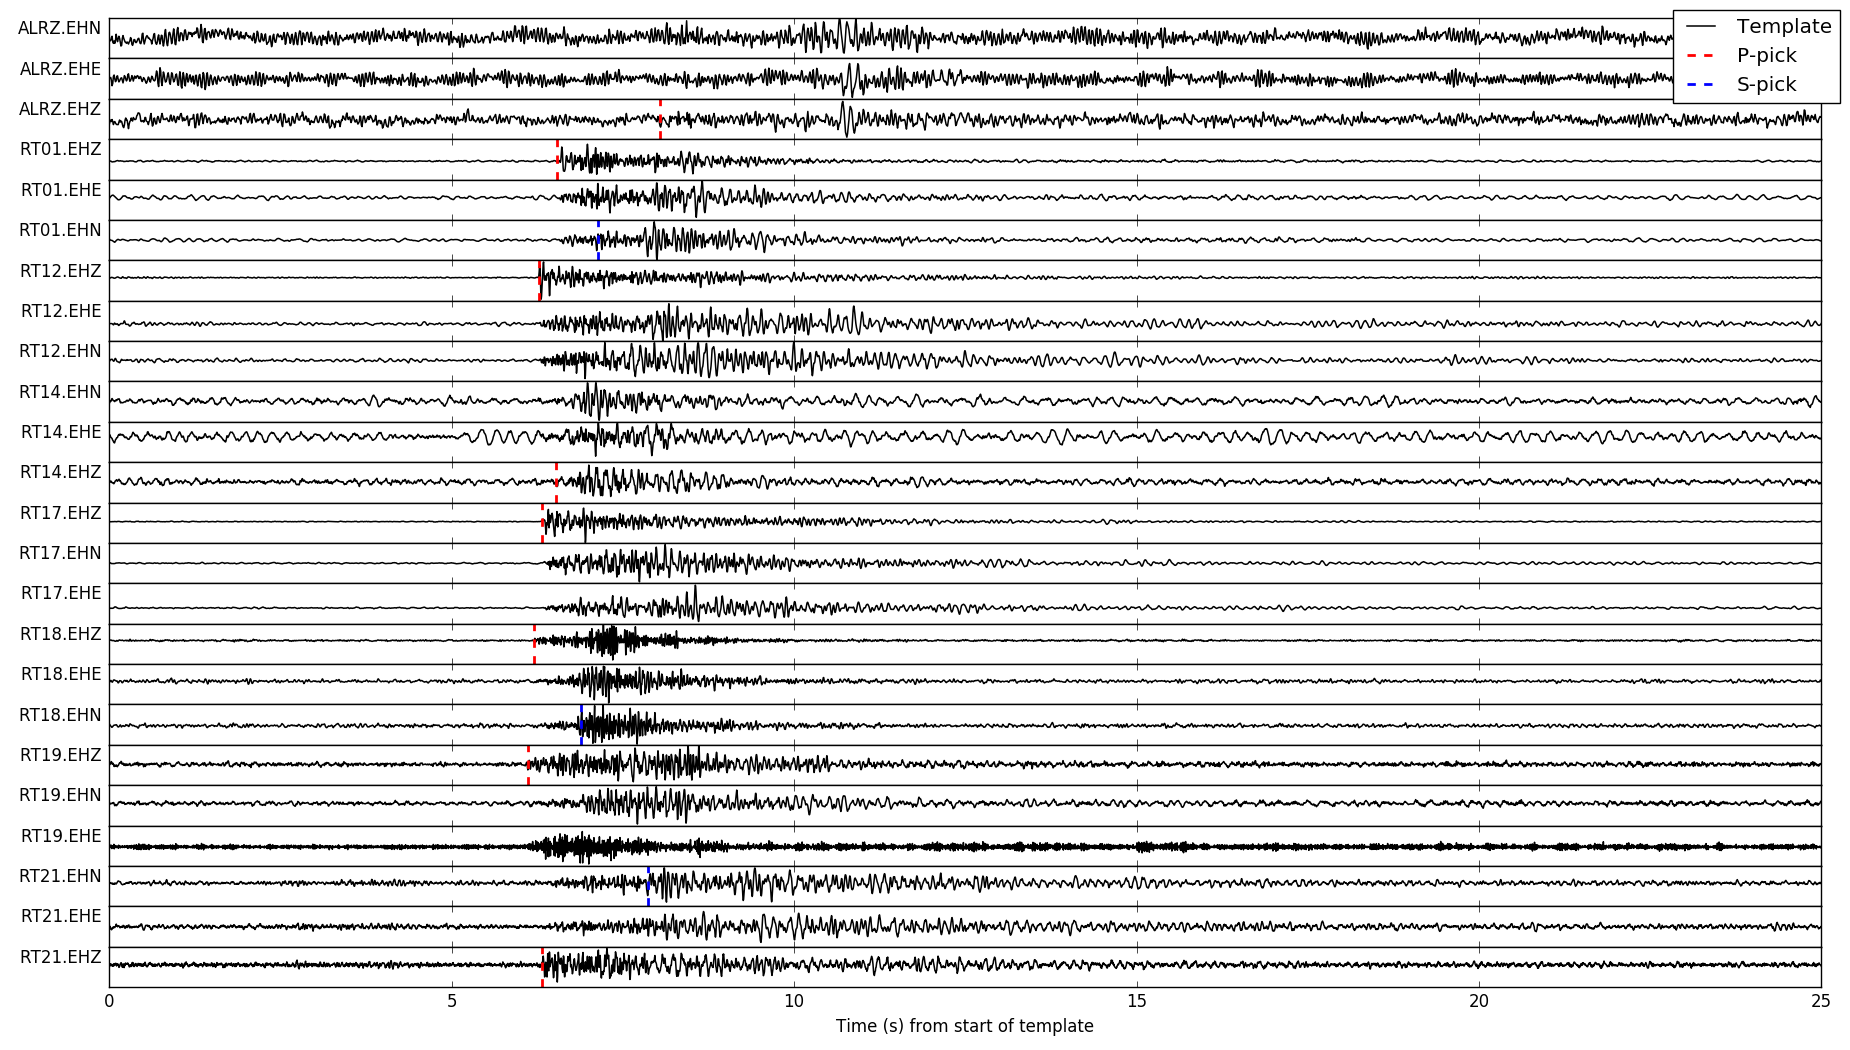 ALRZ.EHN
ALRZ.EHE
ALRZ.EHZ
RT01.EHZ
RT01.EHE
RT01.EHN
RT12.EHZ
RT12.EHE
RT12.EHN
RT14.EHN
RT14.EHE
RT14.EHZ
RT17.EHZ
RT17.EHN
RT17.EHE
RT18.EHZ
RT18.EHE
RT18.EHN
RT19.EHZ
RT19.EHN
RT19.EHE
RT21.EHN
RT21.EHE
RT21.EHZ
Template
P-pick
S-pick
0 5 10 15 20 25
Time (s) from start of template